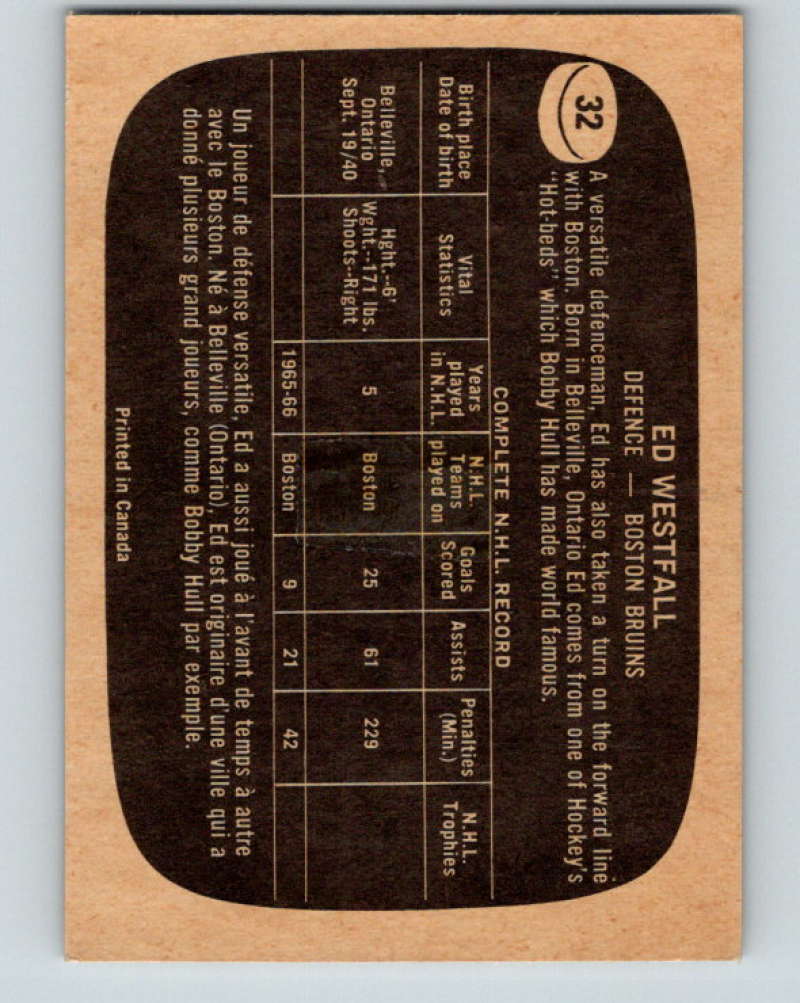 32
ED WESTFALL
DEFENCE — BOSTON BRUINS
A versatile defenceman, Ed has also taken a turn on the forward line
with Boston. Born in Belleville, Ontario Ed comes from one of Hockey's
"Hot-beds" which Bobby Hull has made world famous.
COMPLETE N.H.L. RECORD
Birth place
Date of birth
Vital
Statistics
Years
played
in N.H.L.
N.H.L.
Teams
played on
Goals
Scored
Assists
Penalties
(Min.)
N.H.L.
Trophies
Belleville,
Ontario
Sept. 19/40
Hght.--6'
Wght.--171 lbs.
Shoots--Right
5
Boston
25
61
229
1965-66
Boston
9
21
42
Un joueur de défense versatile, Ed a aussi joué à l'avant de temps à autre
avec le Boston. Né à Belleville (Ontario), Ed est originaire d'une ville qui a
donné plusieurs grand joueurs, comme Bobby Hull par exemple.
Printed in Canada